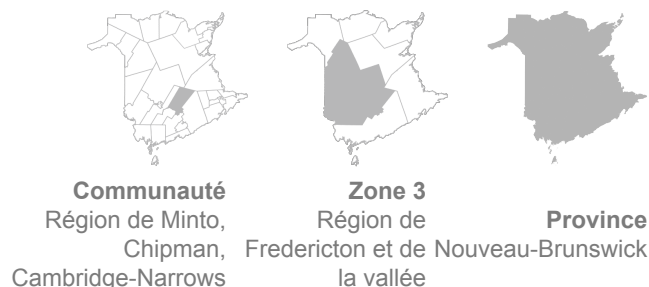 Communauté
Région de Minto,
Chipman,
Cambridge-Narrows
Zone 3
Région de
Fredericton et de
la vallée
Province
Nouveau-Brunswick